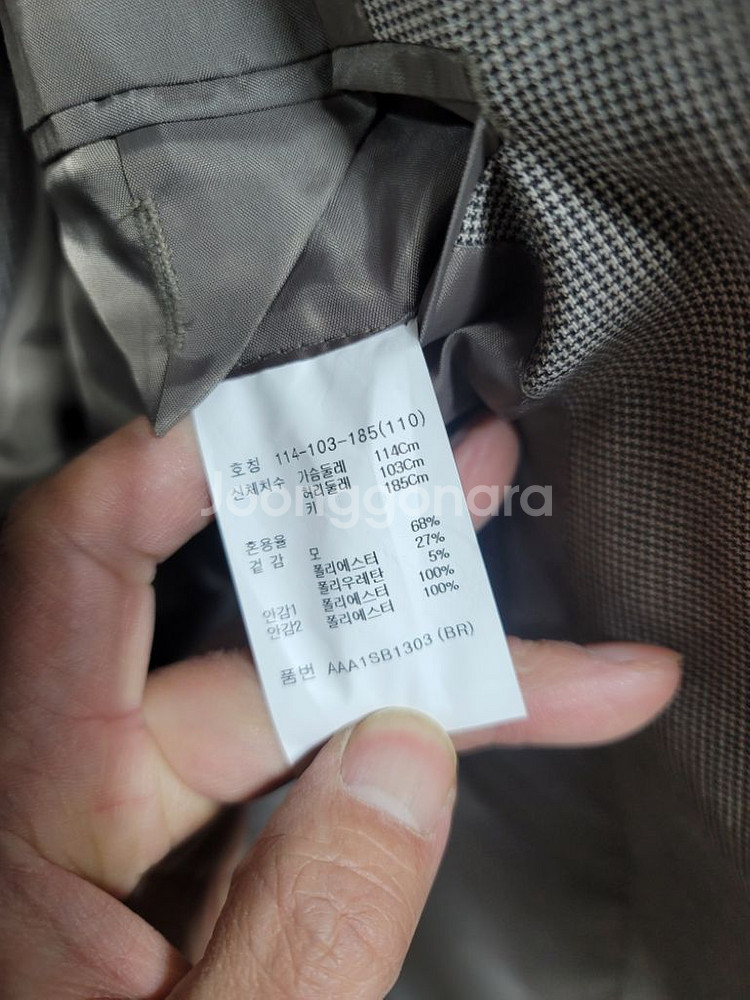 호칭 114-103-185(110)
신체치수 가슴둘레 114Cm
허리둘레 103Cm
키 185Cm
혼용율
겉감 모 68%
폴리에스터 27%
폴리우레탄 5%
안감1 폴리에스터 100%
안감2 폴리에스터 100%
품번 AAA1SB1303 (BR)
Joonggonara